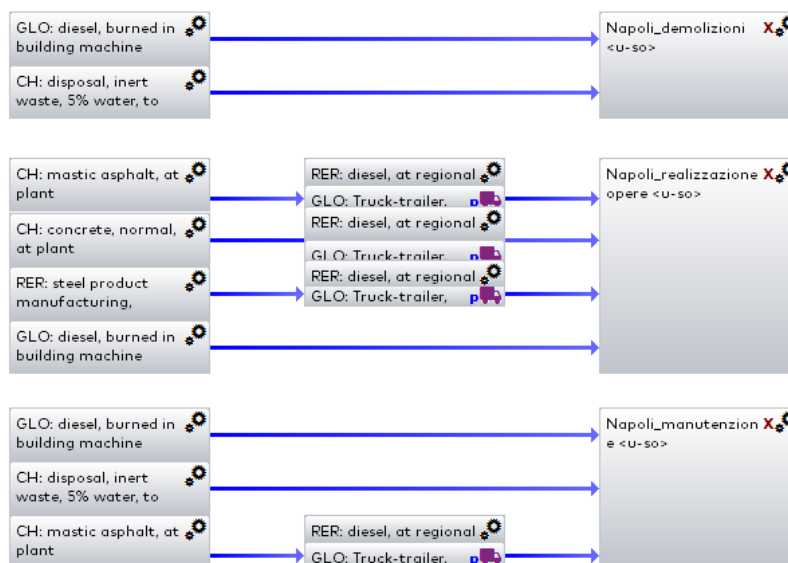 GLO: diesel, burned in
building machine
CH: disposal, inert
waste, 5% water, to
Napoli_demolizioni X
<u-so>
CH: mastic asphalt, at
plant
CH: concrete, normal,
at plant
RER: steel product
manufacturing,
GLO: diesel, burned in
building machine
RER: diesel, at regional
GLO: Truck-trailer, p
RER: diesel, at regional
GLO: Truck-trailer, p
RER: diesel, at regional
GLO: Truck-trailer, p
Napoli_realizzazione X
opere <u-so>
GLO: diesel, burned in
building machine
CH: disposal, inert
waste, 5% water, to
CH: mastic asphalt, at
plant
RER: diesel, at regional
GLO: Truck-trailer, p
Napoli_manutenzion X
e <u-so>